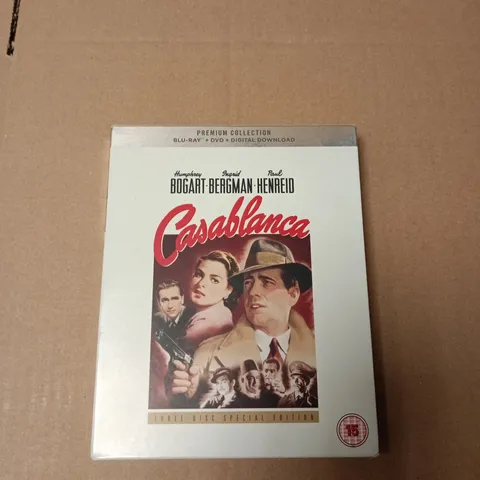 PREMIUM COLLECTION
BLU-RAY + DVD + DIGITAL DOWNLOAD
Humphrey Ingrid Paul
BOGART · BERGMAN · HENREID
Casablanca
THREE DISC SPECIAL EDITION
15